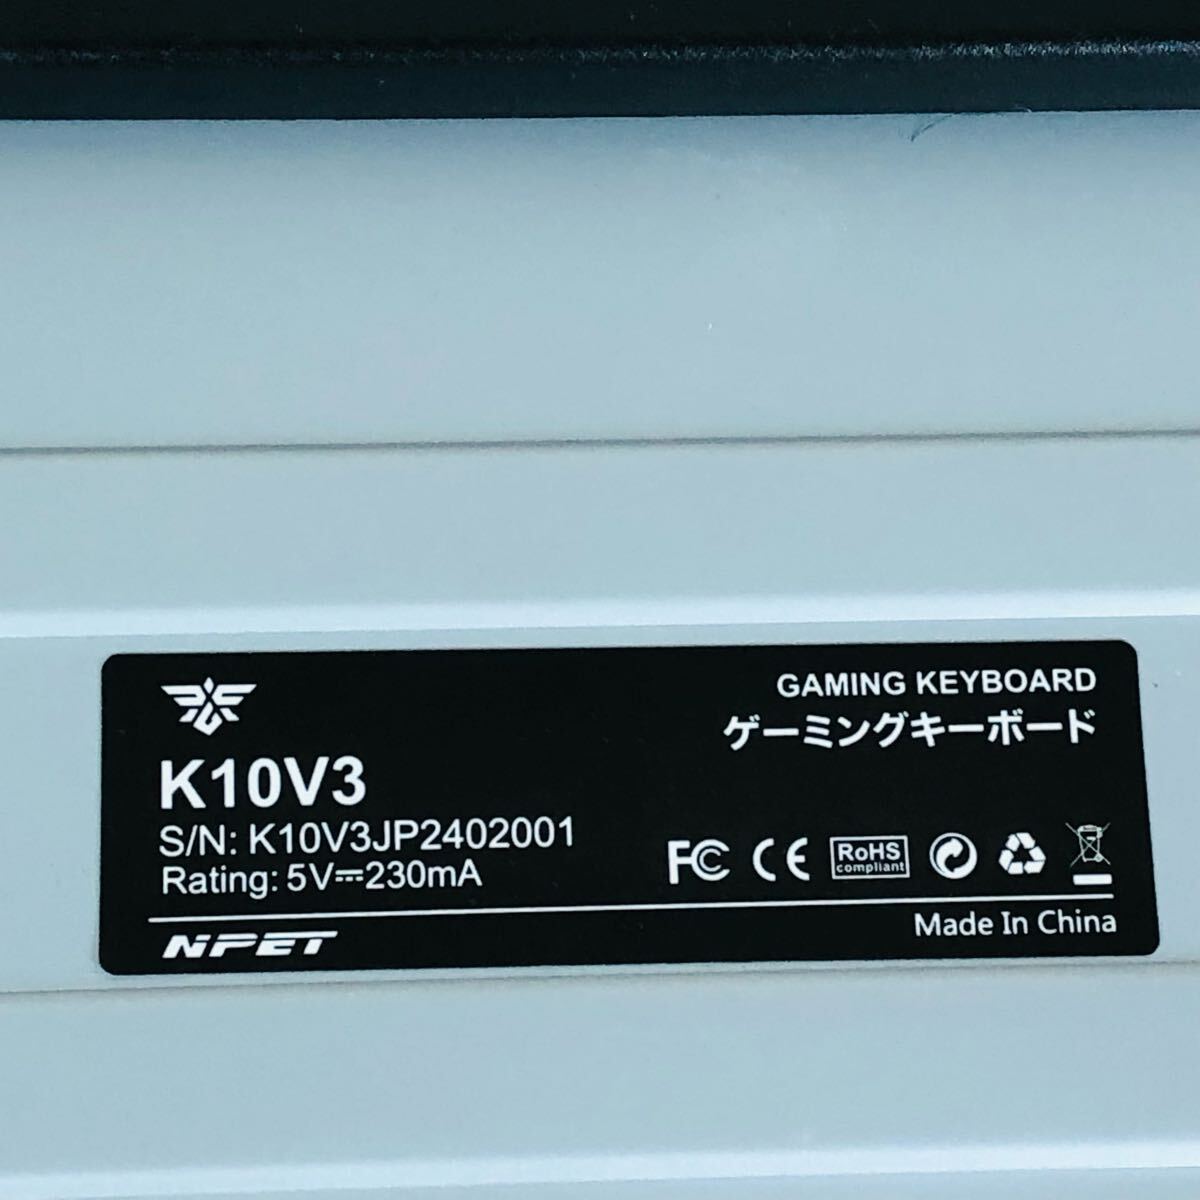 GAMING KEYBOARD
ゲーミングキーボード
K10V3
S/N: K10V3JP2402001
Rating: 5V⎓230mA
FC CE RoHS
compliant
NPET
Made In China